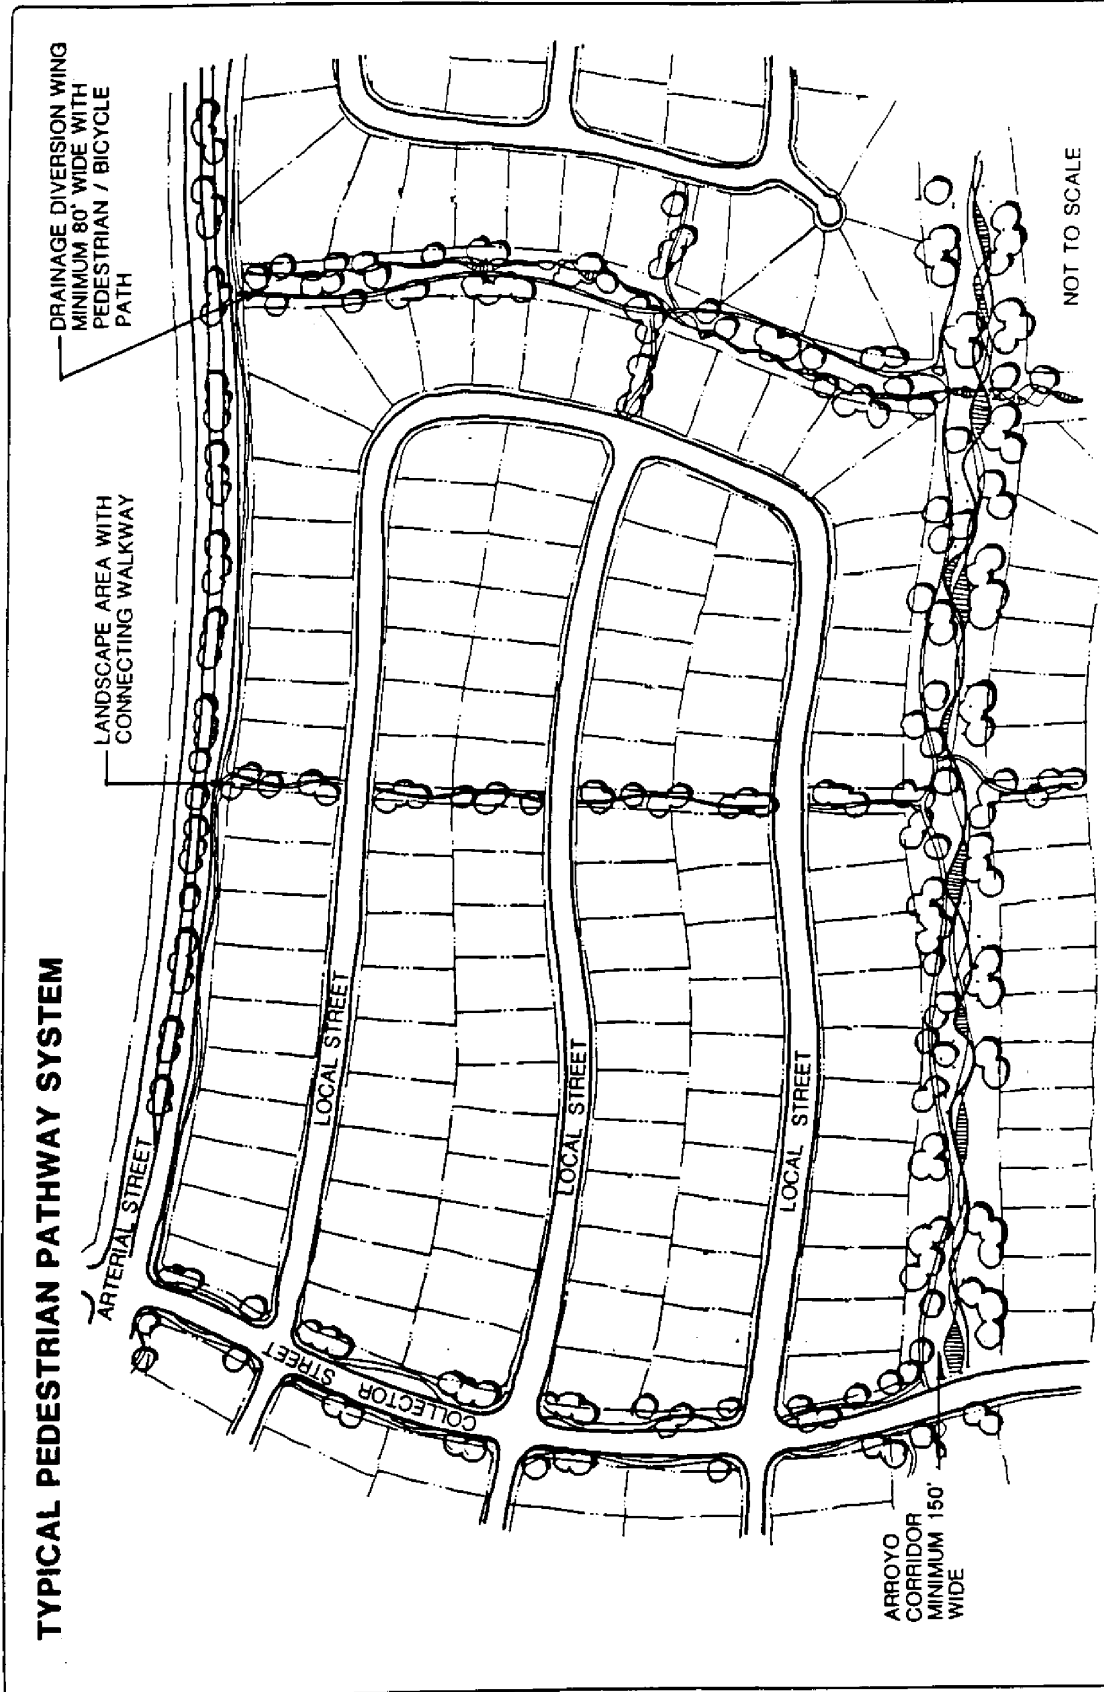 TYPICAL PEDESTRIAN PATHWAY SYSTEM
DRAINAGE DIVERSION WING
MINIMUM 80' WIDE WITH
PEDESTRIAN / BICYCLE
PATH
LANDSCAPE AREA WITH
CONNECTING WALKWAY
ARTERIAL STREET
LOCAL STREET
COLLECTOR STREET
LOCAL STREET
LOCAL STREET
ARROYO
CORRIDOR
MINIMUM 150'
WIDE
NOT TO SCALE